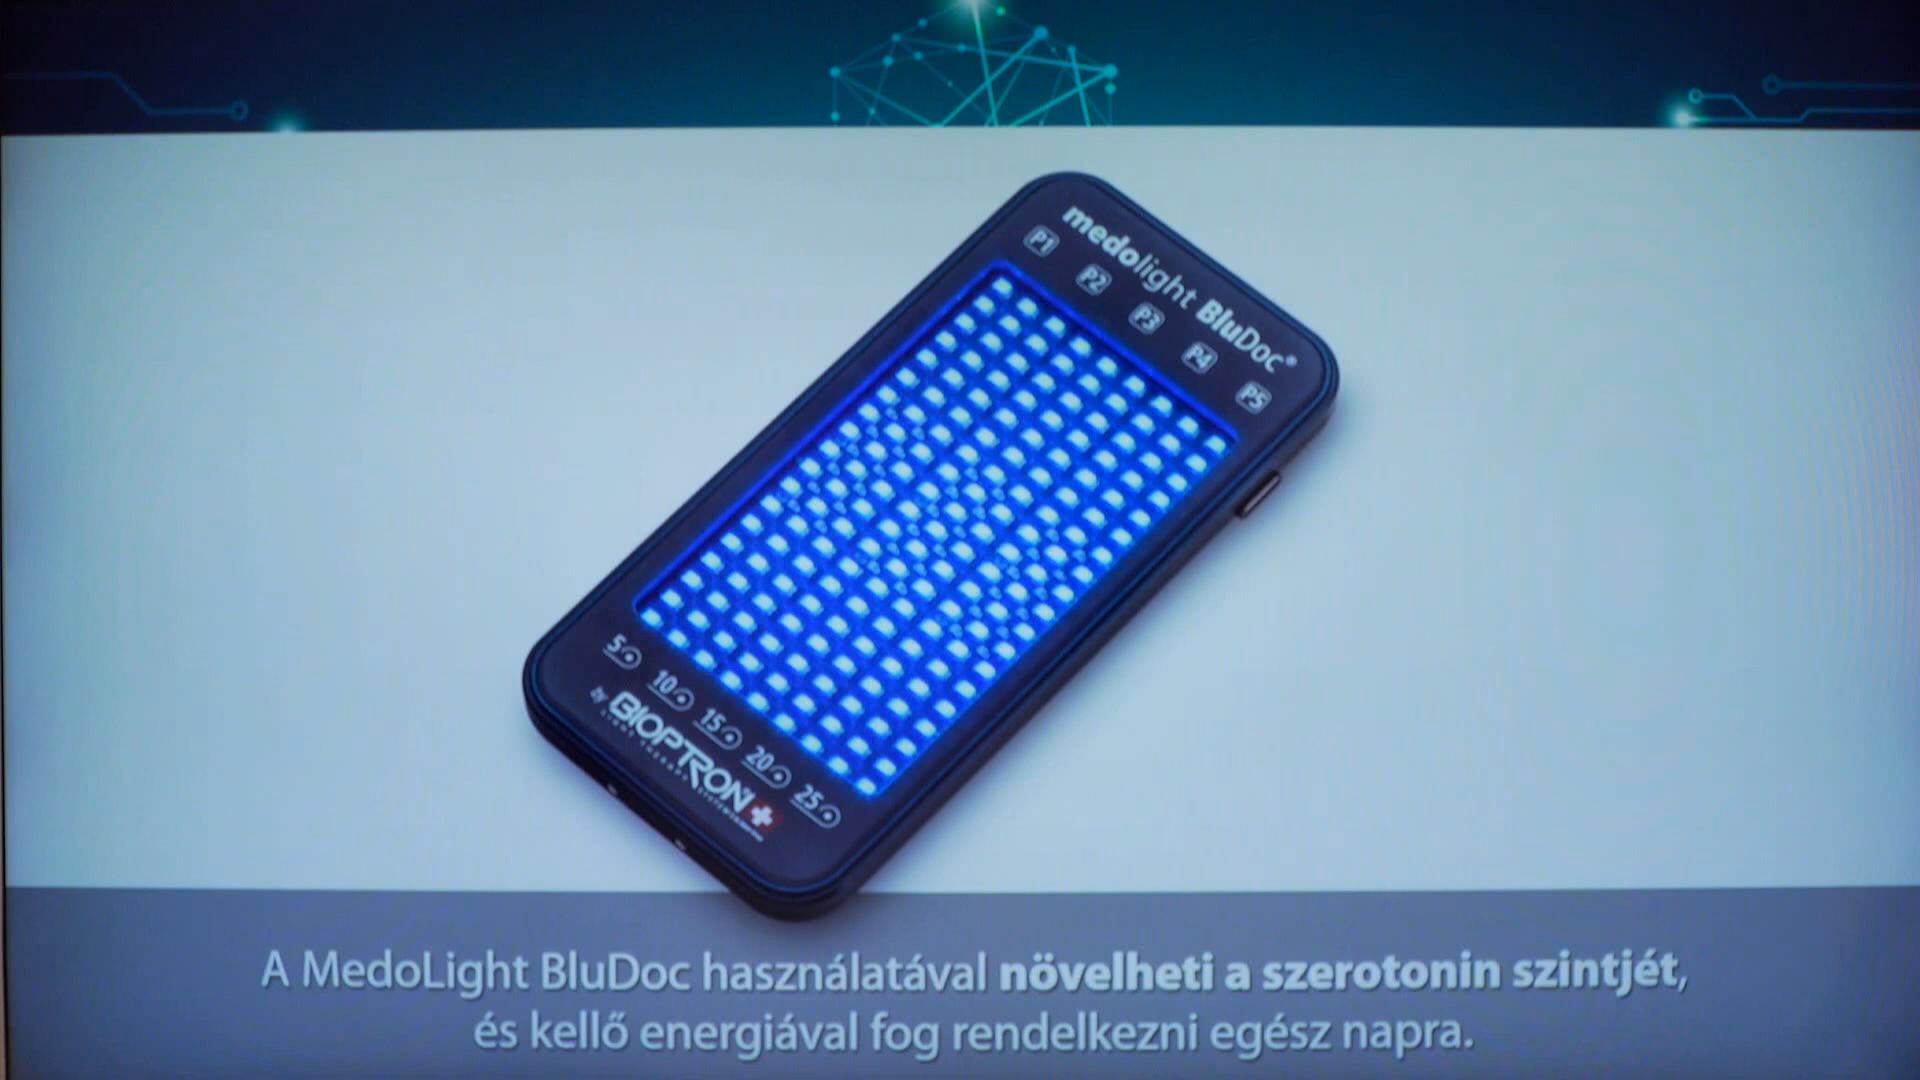 medolight BluDoc®
P1 P2 P3 P4 P5
5 10 15 20 25
by BIOPTRON
A MedoLight BluDoc használatával növelheti a szerotonin szintjét,
és kellő energiával fog rendelkezni egész napra.